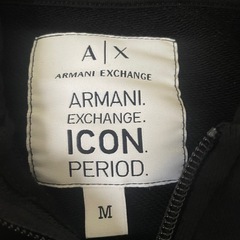 A|X
ARMANI EXCHANGE
ARMANI.
EXCHANGE.
ICON.
PERIOD.
M